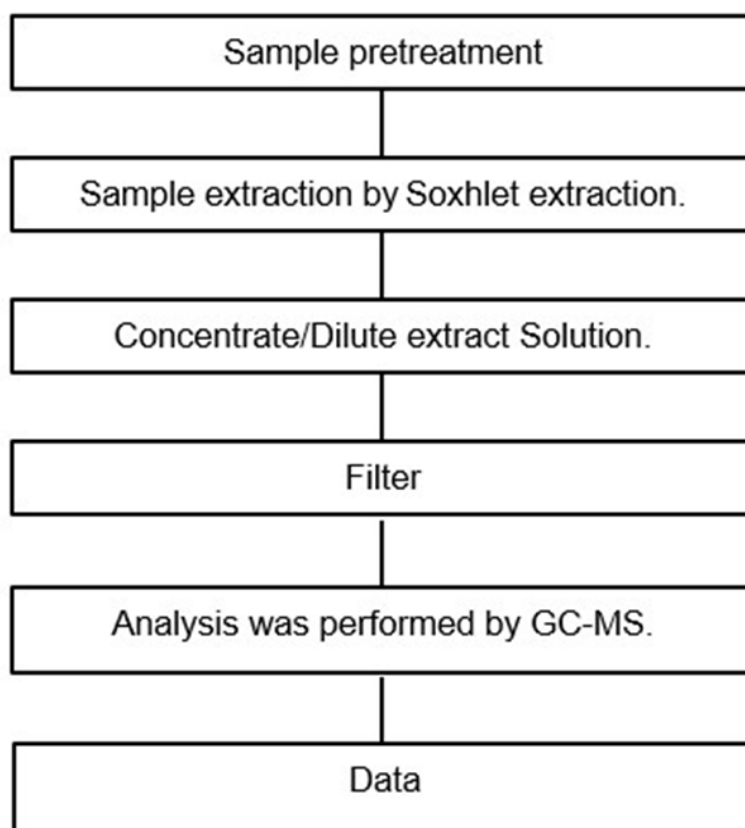 Sample pretreatment
Sample extraction by Soxhlet extraction.
Concentrate/Dilute extract Solution.
Filter
Analysis was performed by GC-MS.
Data